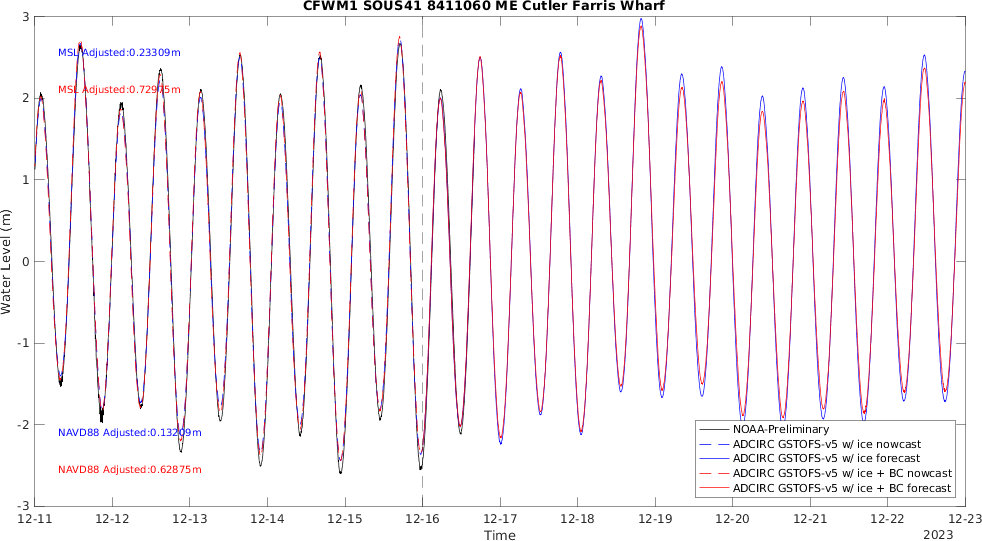 CFWM1 SOUS41 8411060 ME Cutler Farris Wharf
3
2
1
0
-1
-2
-3
Water Level (m)
MSL Adjusted:0.23309m
MSL Adjusted:0.72975m
NAVD88 Adjusted:0.13209m
NAVD88 Adjusted:0.62875m
NOAA-Preliminary
ADCIRC GSTOFS-v5 w/ ice nowcast
ADCIRC GSTOFS-v5 w/ ice forecast
ADCIRC GSTOFS-v5 w/ ice + BC nowcast
ADCIRC GSTOFS-v5 w/ ice + BC forecast
12-11 12-12 12-13 12-14 12-15 12-16 12-17 12-18 12-19 12-20 12-21 12-22 12-23
Time
2023